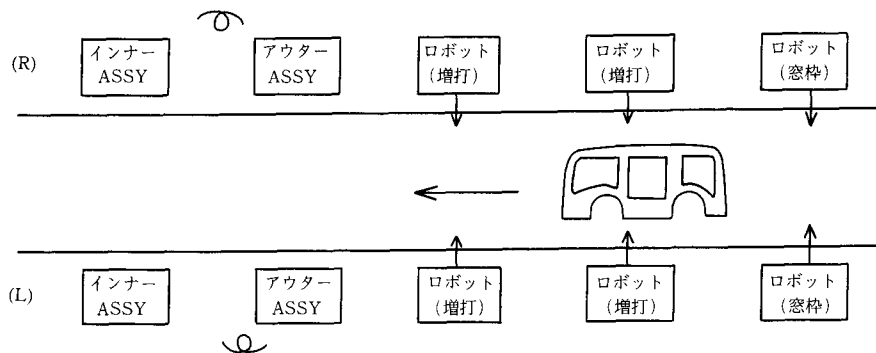 (R)
インナー
ASSY
アウター
ASSY
ロボット
(増打)
ロボット
(増打)
ロボット
(窓枠)
(L)
インナー
ASSY
アウター
ASSY
ロボット
(増打)
ロボット
(増打)
ロボット
(窓枠)